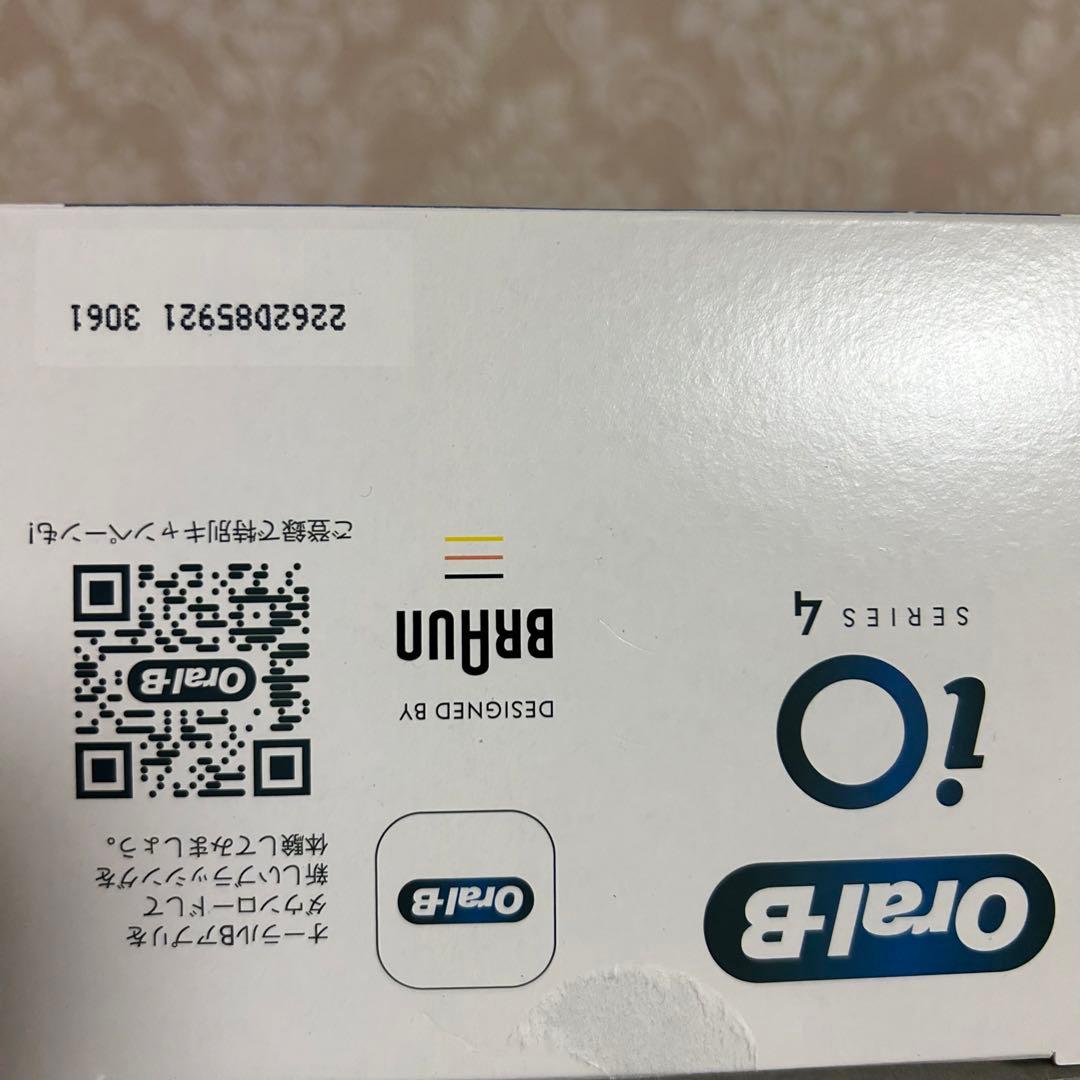 Oral-B
iO
SERIES 4
Oral-B
DESIGNED BY
BRAUN
オーラルBアプリを
ダウンロードして
新しいブラッシングを
体験してみましょう。
Oral-B
ご登録で特別キャンペーンも!
2262D85921 3061